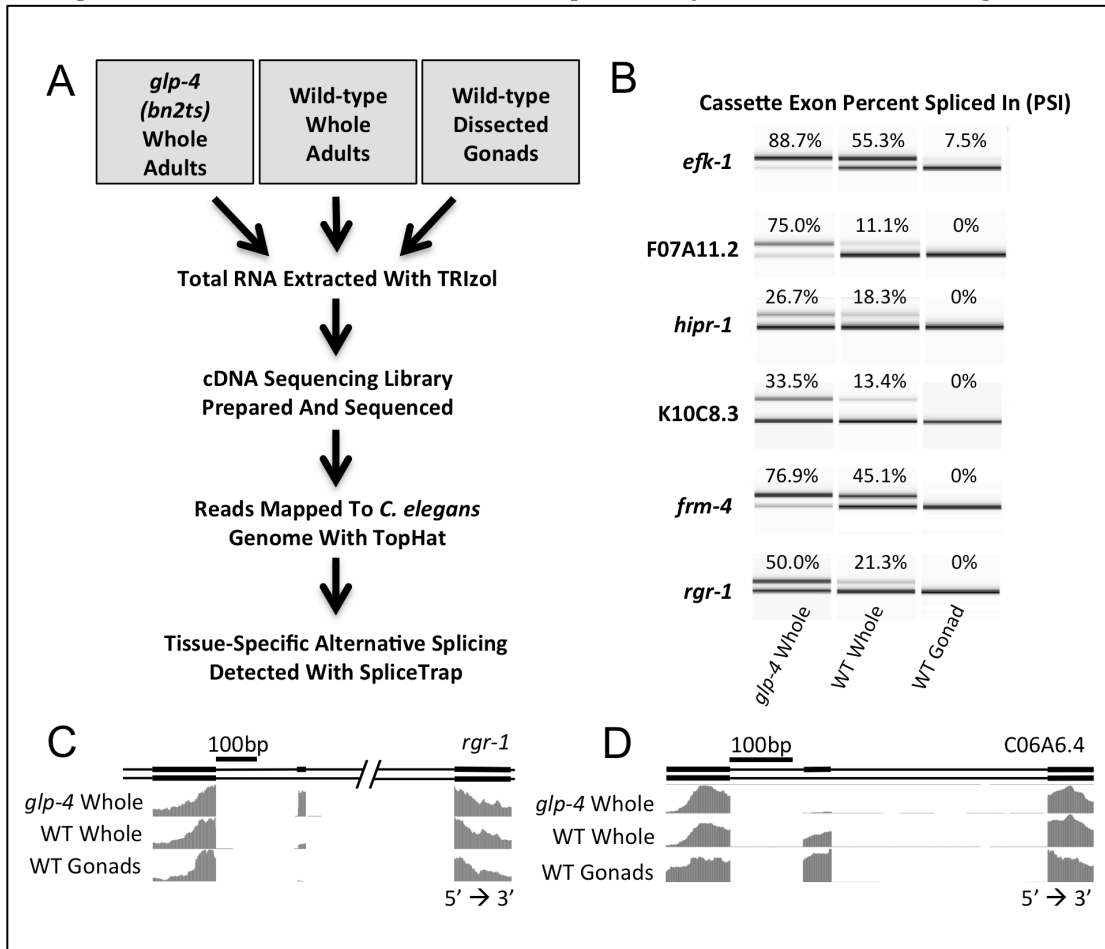 A
glp-4
(bn2ts)
Whole
Adults
Wild-type
Whole
Adults
Wild-type
Dissected
Gonads
Total RNA Extracted With TRIzol
cDNA Sequencing Library
Prepared And Sequenced
Reads Mapped To C. elegans
Genome With TopHat
Tissue-Specific Alternative Splicing
Detected With SpliceTrap
B
Cassette Exon Percent Spliced In (PSI)
efk-1 88.7% 55.3% 7.5%
F07A11.2 75.0% 11.1% 0%
hipr-1 26.7% 18.3% 0%
K10C8.3 33.5% 13.4% 0%
frm-4 76.9% 45.1% 0%
rgr-1 50.0% 21.3% 0%
glp-4 Whole
WT Whole
WT Gonad
C
100bp
rgr-1
glp-4 Whole
WT Whole
WT Gonads
5’ → 3’
D
100bp
C06A6.4
glp-4 Whole
WT Whole
WT Gonads
5’ → 3’